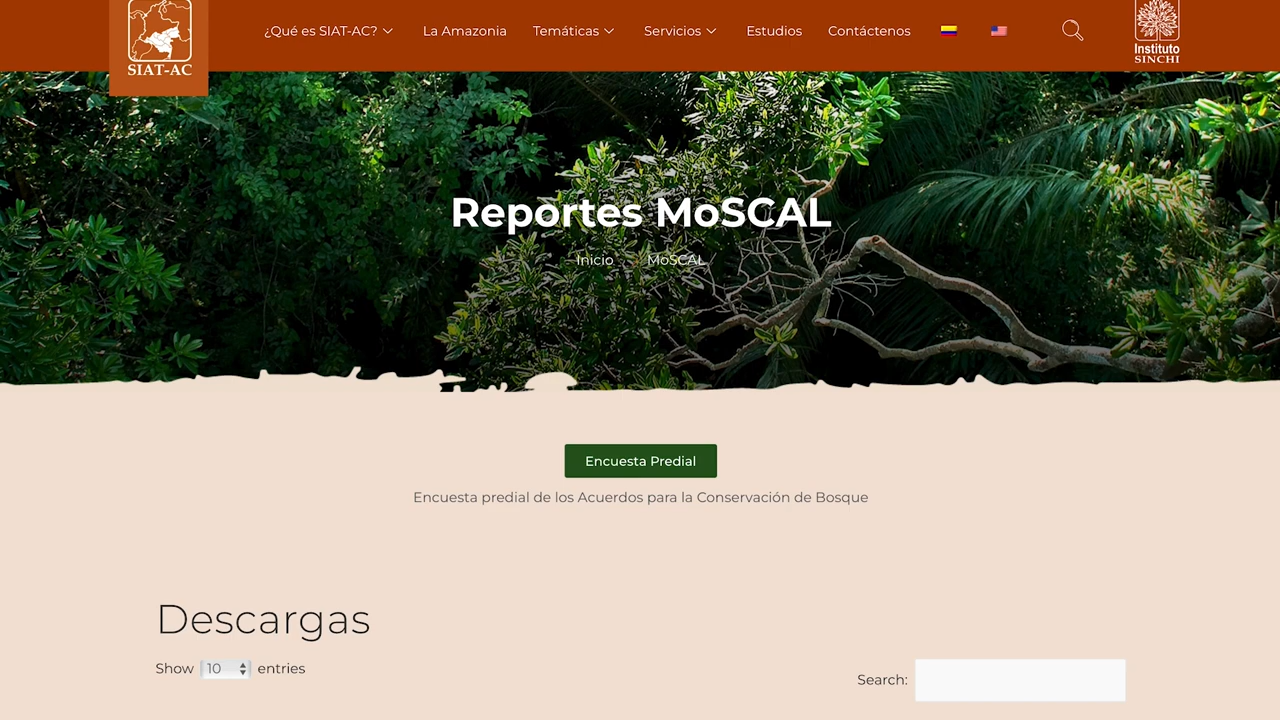 SIAT-AC
¿Qué es SIAT-AC? La Amazonia Temáticas Servicios Estudios Contáctenos
Instituto
SINCHI
Reportes MoSCAL
Inicio MoSCAL
Encuesta Predial
Encuesta predial de los Acuerdos para la Conservación de Bosque
Descargas
Show 10 entries
Search: